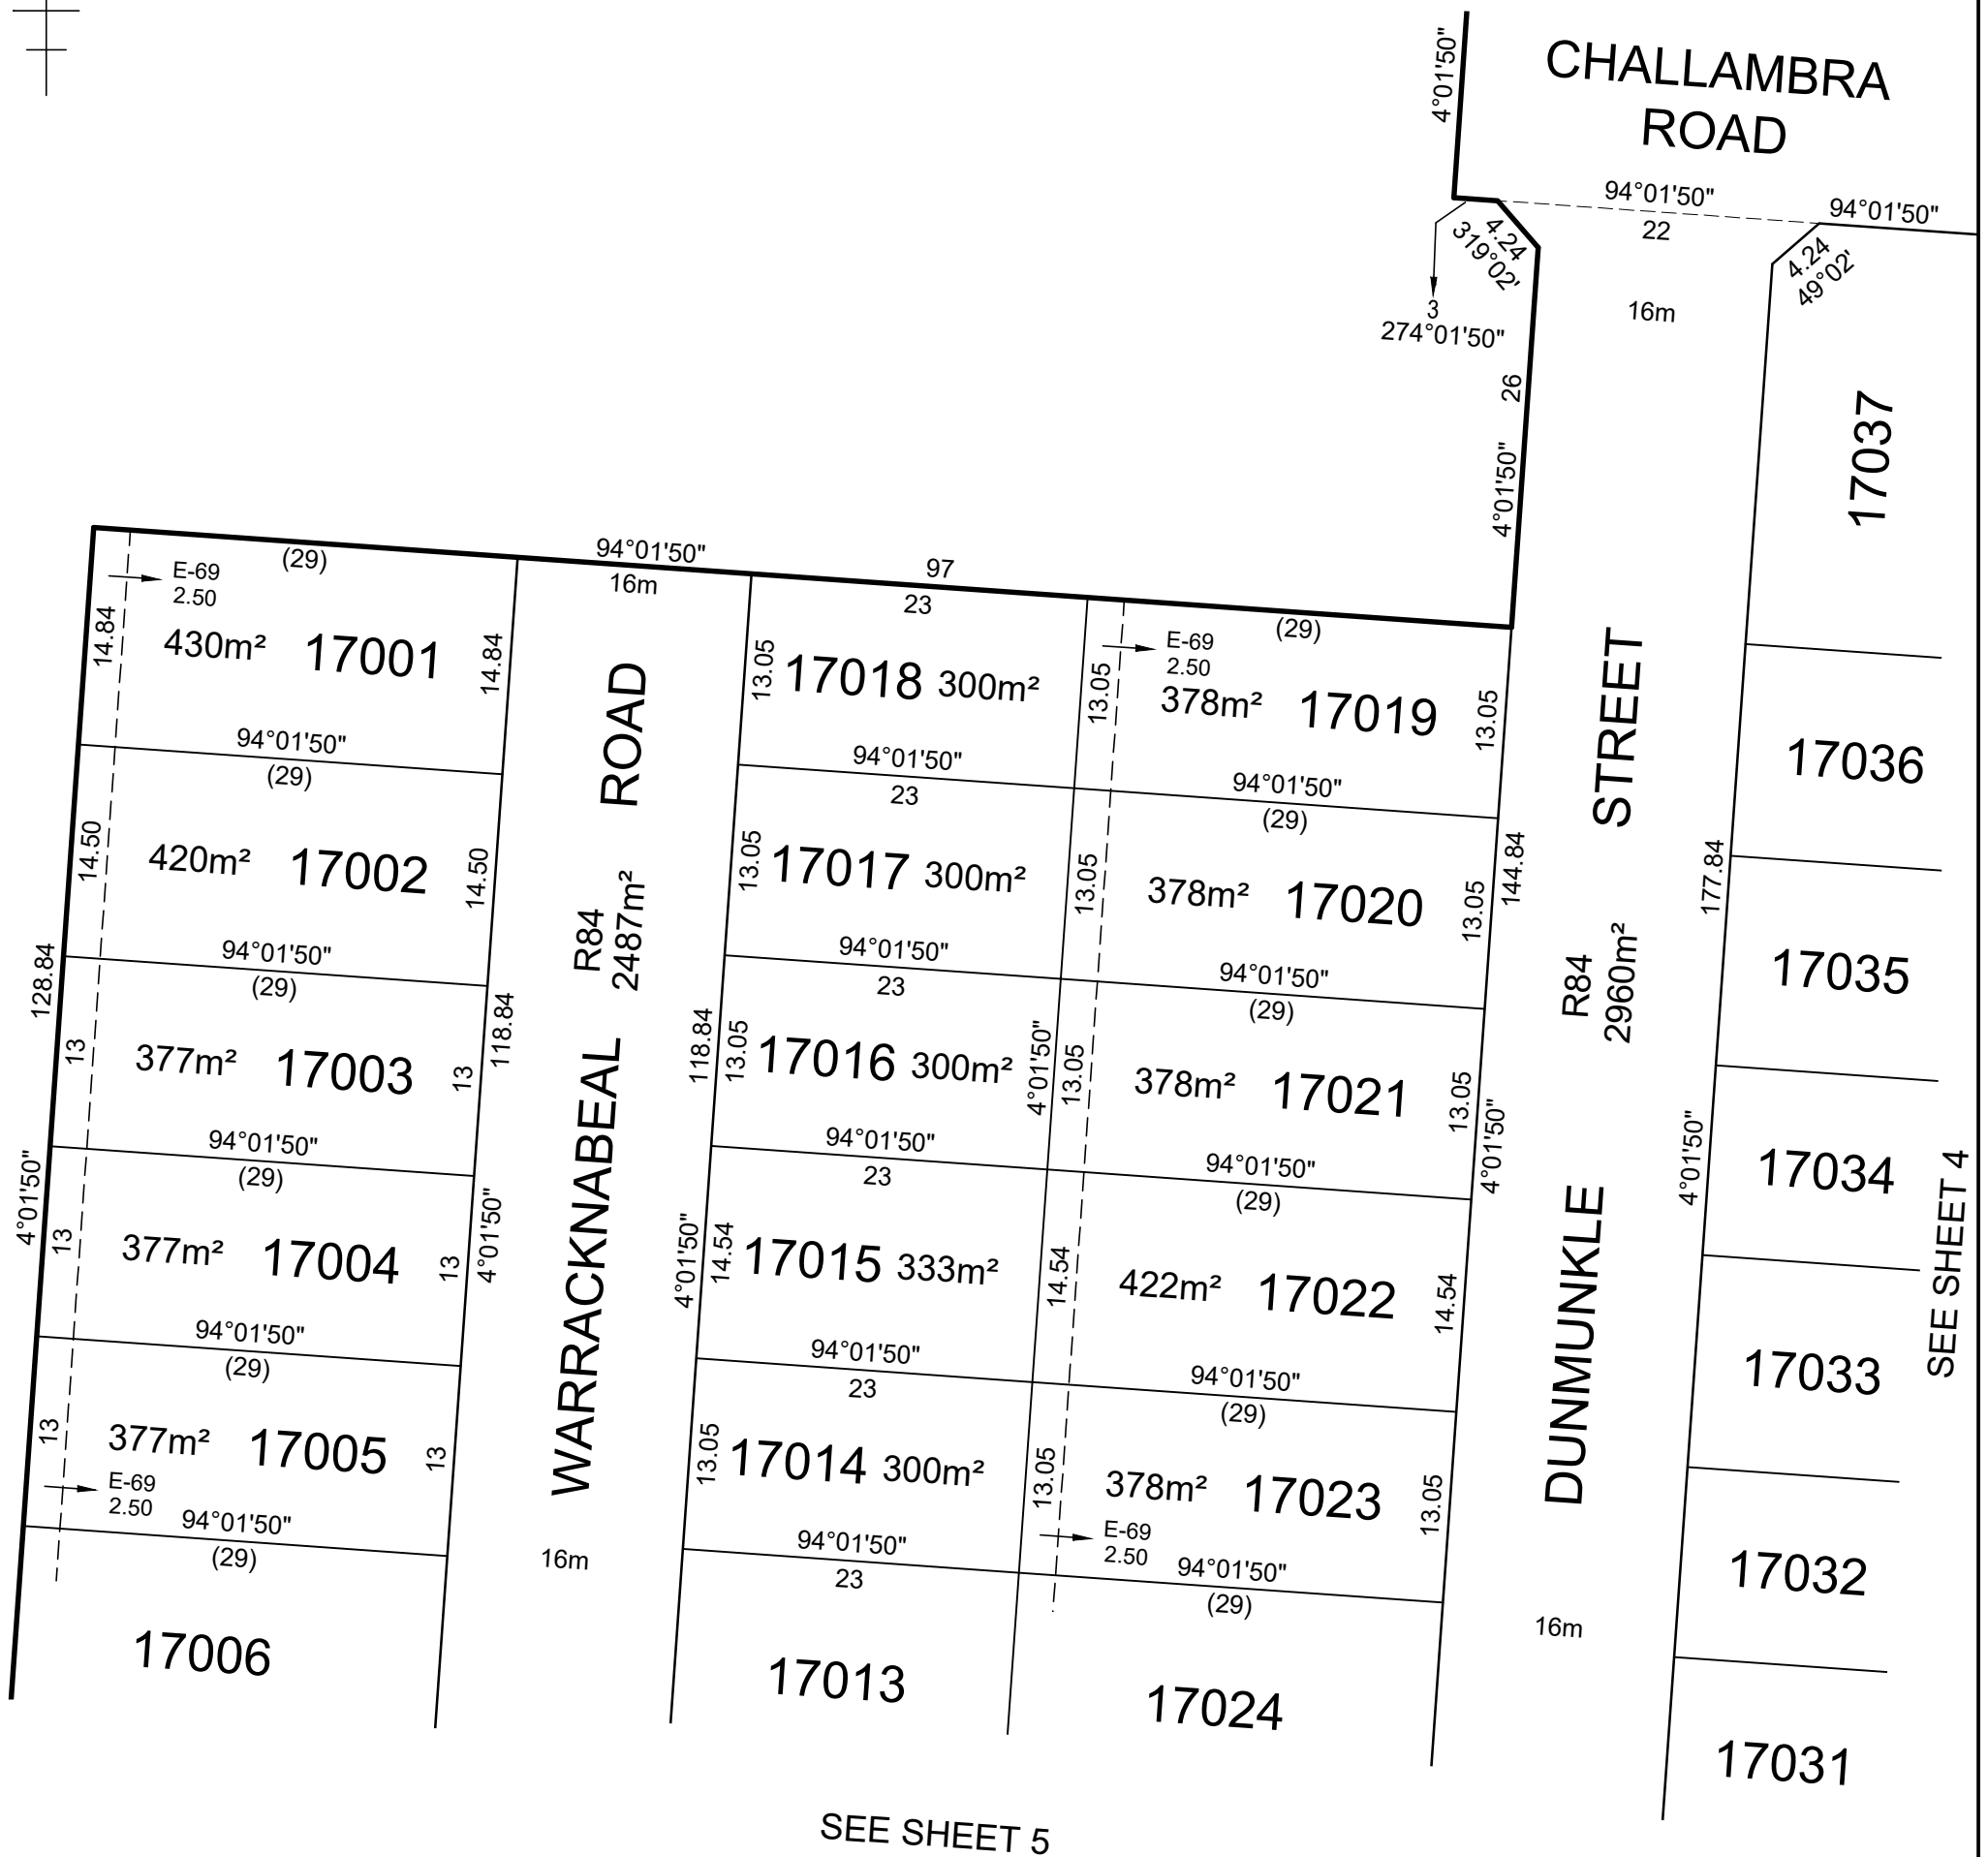 CHALLAMBRA
ROAD
4°01'50"
94°01'50"
22
94°01'50"
4.24
319°02'
4.24
49°02'
3
274°01'50"
16m
26
4°01'50"
17037
94°01'50"
97
(29)
16m
23
(29)
E-69
2.50
14.84
430m² 17001
14.84
94°01'50"
(29)
14.50
420m² 17002
14.50
94°01'50"
(29)
128.84
13
377m² 17003
13
118.84
94°01'50"
(29)
4°01'50"
13
377m² 17004
13
4°01'50"
94°01'50"
(29)
13
377m² 17005
13
E-69
2.50
94°01'50"
(29)
17006
WARRACKNABEAL ROAD
R84
2487m²
16m
13.05
17018 300m²
13.05
94°01'50"
23
13.05
17017 300m²
13.05
94°01'50"
23
118.84
13.05
17016 300m²
4°01'50"
13.05
94°01'50"
23
4°01'50"
14.54
17015 333m²
14.54
94°01'50"
23
13.05
17014 300m²
13.05
94°01'50"
23
17013
E-69
2.50
378m² 17019
13.05
94°01'50"
(29)
378m² 17020
13.05
144.84
94°01'50"
(29)
378m² 17021
13.05
4°01'50"
94°01'50"
(29)
422m² 17022
14.54
94°01'50"
(29)
378m² 17023
13.05
E-69
2.50
94°01'50"
(29)
17024
DUNMUNKLE STREET
R84
2960m²
16m
177.84
4°01'50"
17036
17035
17034
17033
17032
17031
SEE SHEET 4
SEE SHEET 5